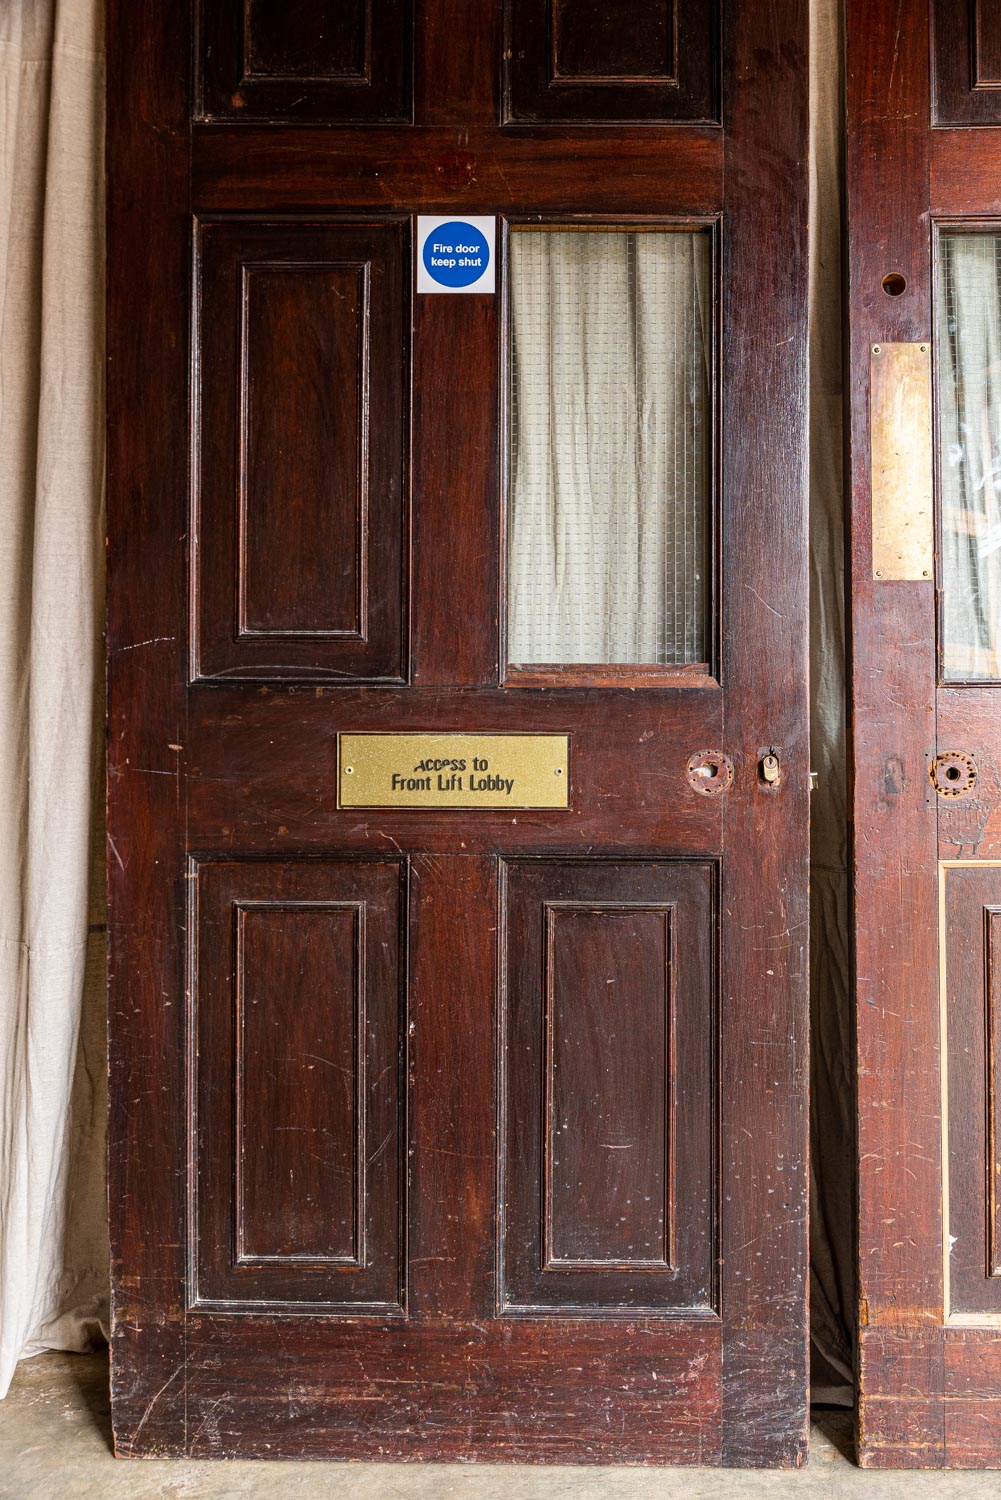 Fire door
keep shut
Access to
Front Lift Lobby